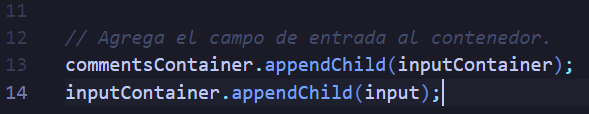 11
12 // Agrega el campo de entrada al contenedor.
13 commentsContainer.appendChild(inputContainer);
14 inputContainer.appendChild(input);